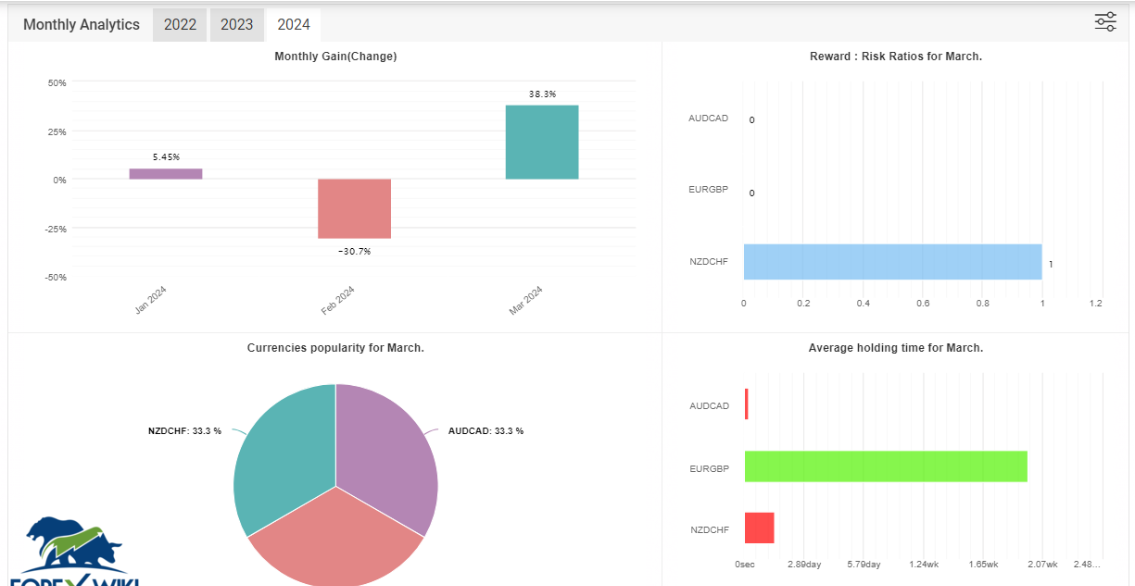 Monthly Analytics 2022 2023 2024
Monthly Gain(Change)
50%
25%
0%
-25%
-50%
5.45%
-30.7%
38.3%
Jan 2024
Feb 2024
Mar 2024
Reward : Risk Ratios for March.
AUDCAD
0
EURGBP
0
NZDCHF
1
0 0.2 0.4 0.6 0.8 1 1.2
Currencies popularity for March.
NZDCHF: 33.3 %
AUDCAD: 33.3 %
FOREX WIKI
Average holding time for March.
AUDCAD
EURGBP
NZDCHF
0sec 2.89day 5.79day 1.24wk 1.65wk 2.07wk 2.48...